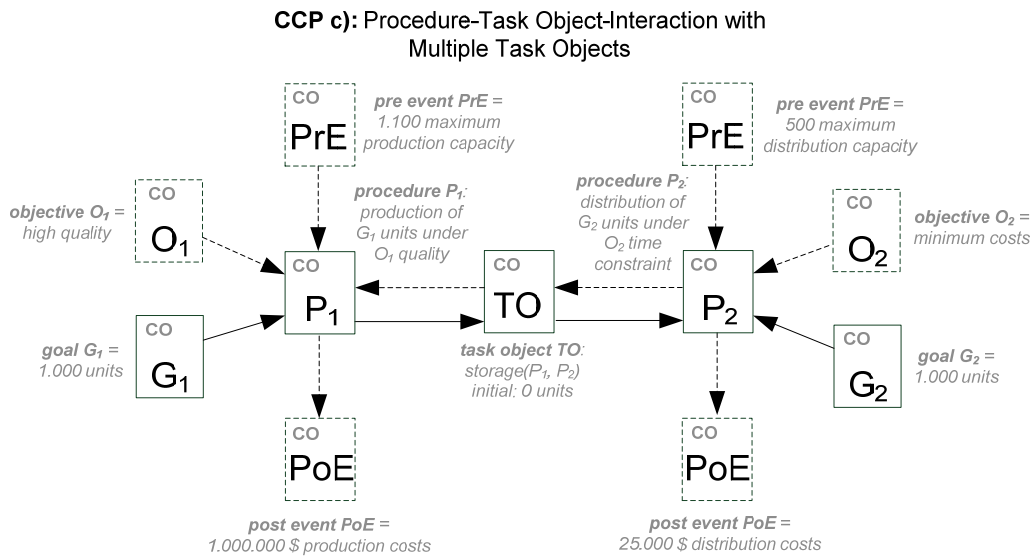 CCP c): Procedure-Task Object-Interaction with
Multiple Task Objects
CO
PrE
pre event PrE =
1.100 maximum
production capacity
CO
PrE
pre event PrE =
500 maximum
distribution capacity
objective O₁ =
high quality
CO
O₁
procedure P₁:
production of
G₁ units under
O₁ quality
procedure P₂:
distribution of
G₂ units under
O₂ time
constraint
CO
O₂
objective O₂ =
minimum costs
CO
P₁
CO
TO
CO
P₂
goal G₁ =
1.000 units
CO
G₁
task object TO:
storage(P₁, P₂)
initial: 0 units
CO
G₂
goal G₂ =
1.000 units
CO
PoE
CO
PoE
post event PoE =
1.000.000 $ production costs
post event PoE =
25.000 $ distribution costs